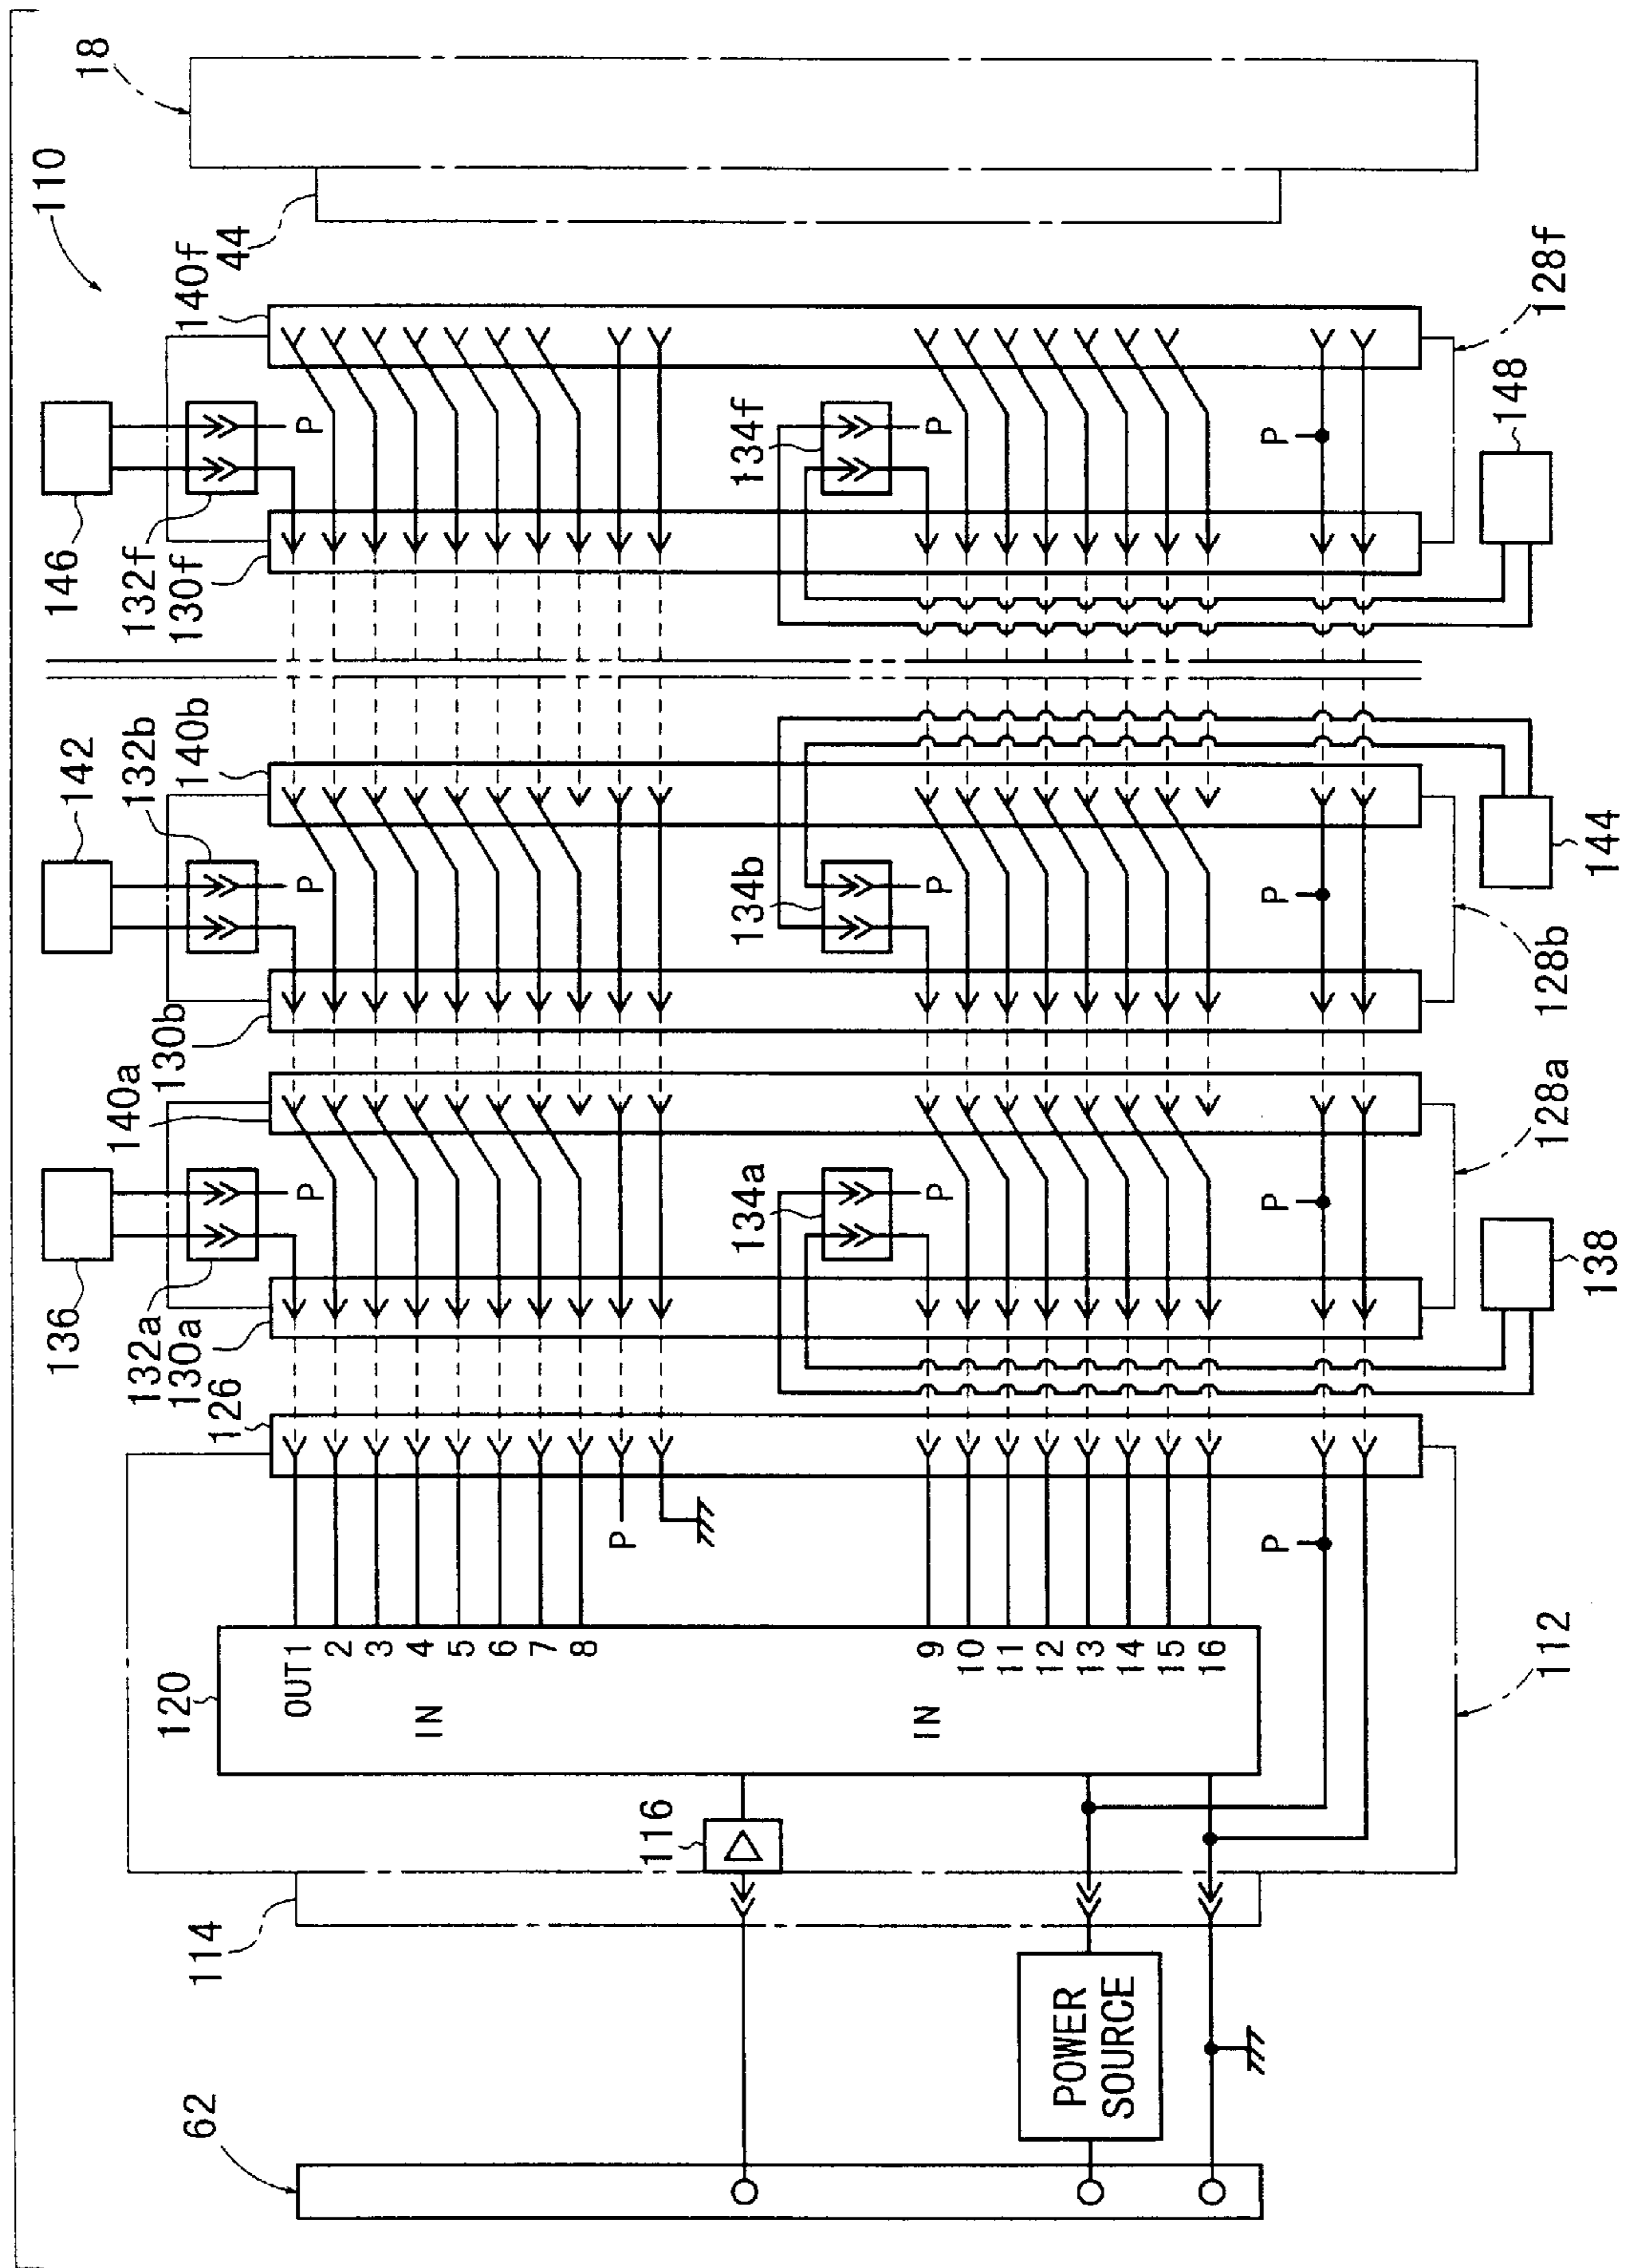 110
18
136
142
146
62
114
120
126
130a
132a
140a
130b
132b
140b
130f
132f
140f
44
OUT1
P
P
P
2
3
4
IN
5
6
7
8
P
116
134a
134b
134f
9
IN
P
P
P
10
11
12
13
14
15
16
POWER
SOURCE
P
P
P
P
112
128a
128b
128f
138
144
148